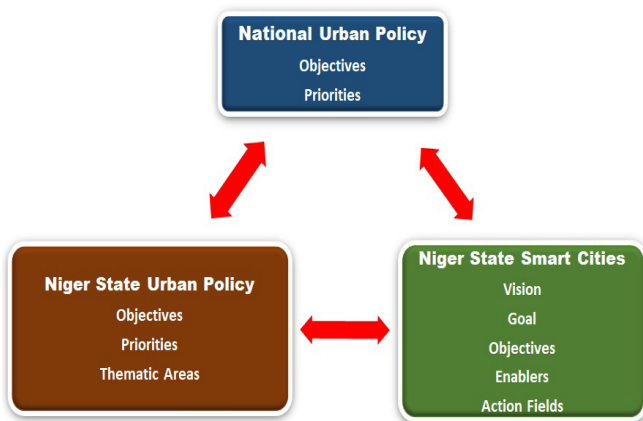 National Urban Policy
Objectives
Priorities
Niger State Urban Policy
Objectives
Priorities
Thematic Areas
Niger State Smart Cities
Vision
Goal
Objectives
Enablers
Action Fields